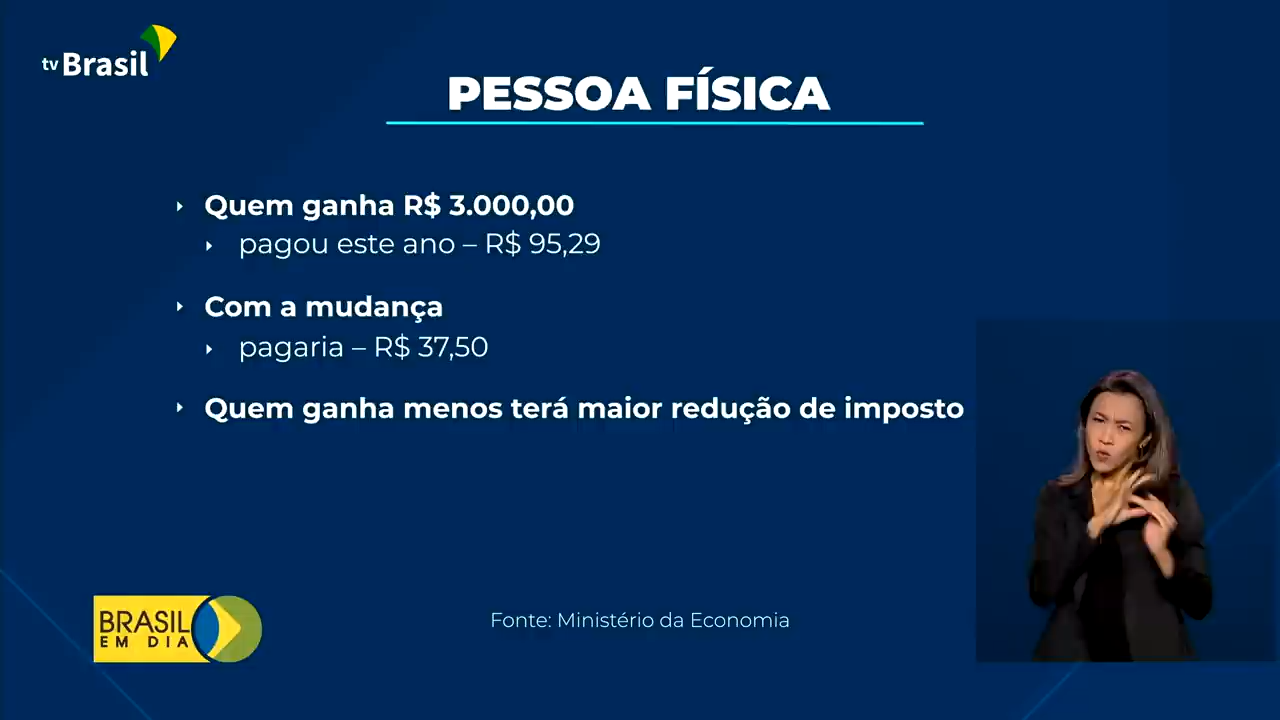 tv Brasil
PESSOA FÍSICA
Quem ganha R$ 3.000,00
pagou este ano – R$ 95,29
Com a mudança
pagaria – R$ 37,50
Quem ganha menos terá maior redução de imposto
BRASIL
EM DIA
Fonte: Ministério da Economia